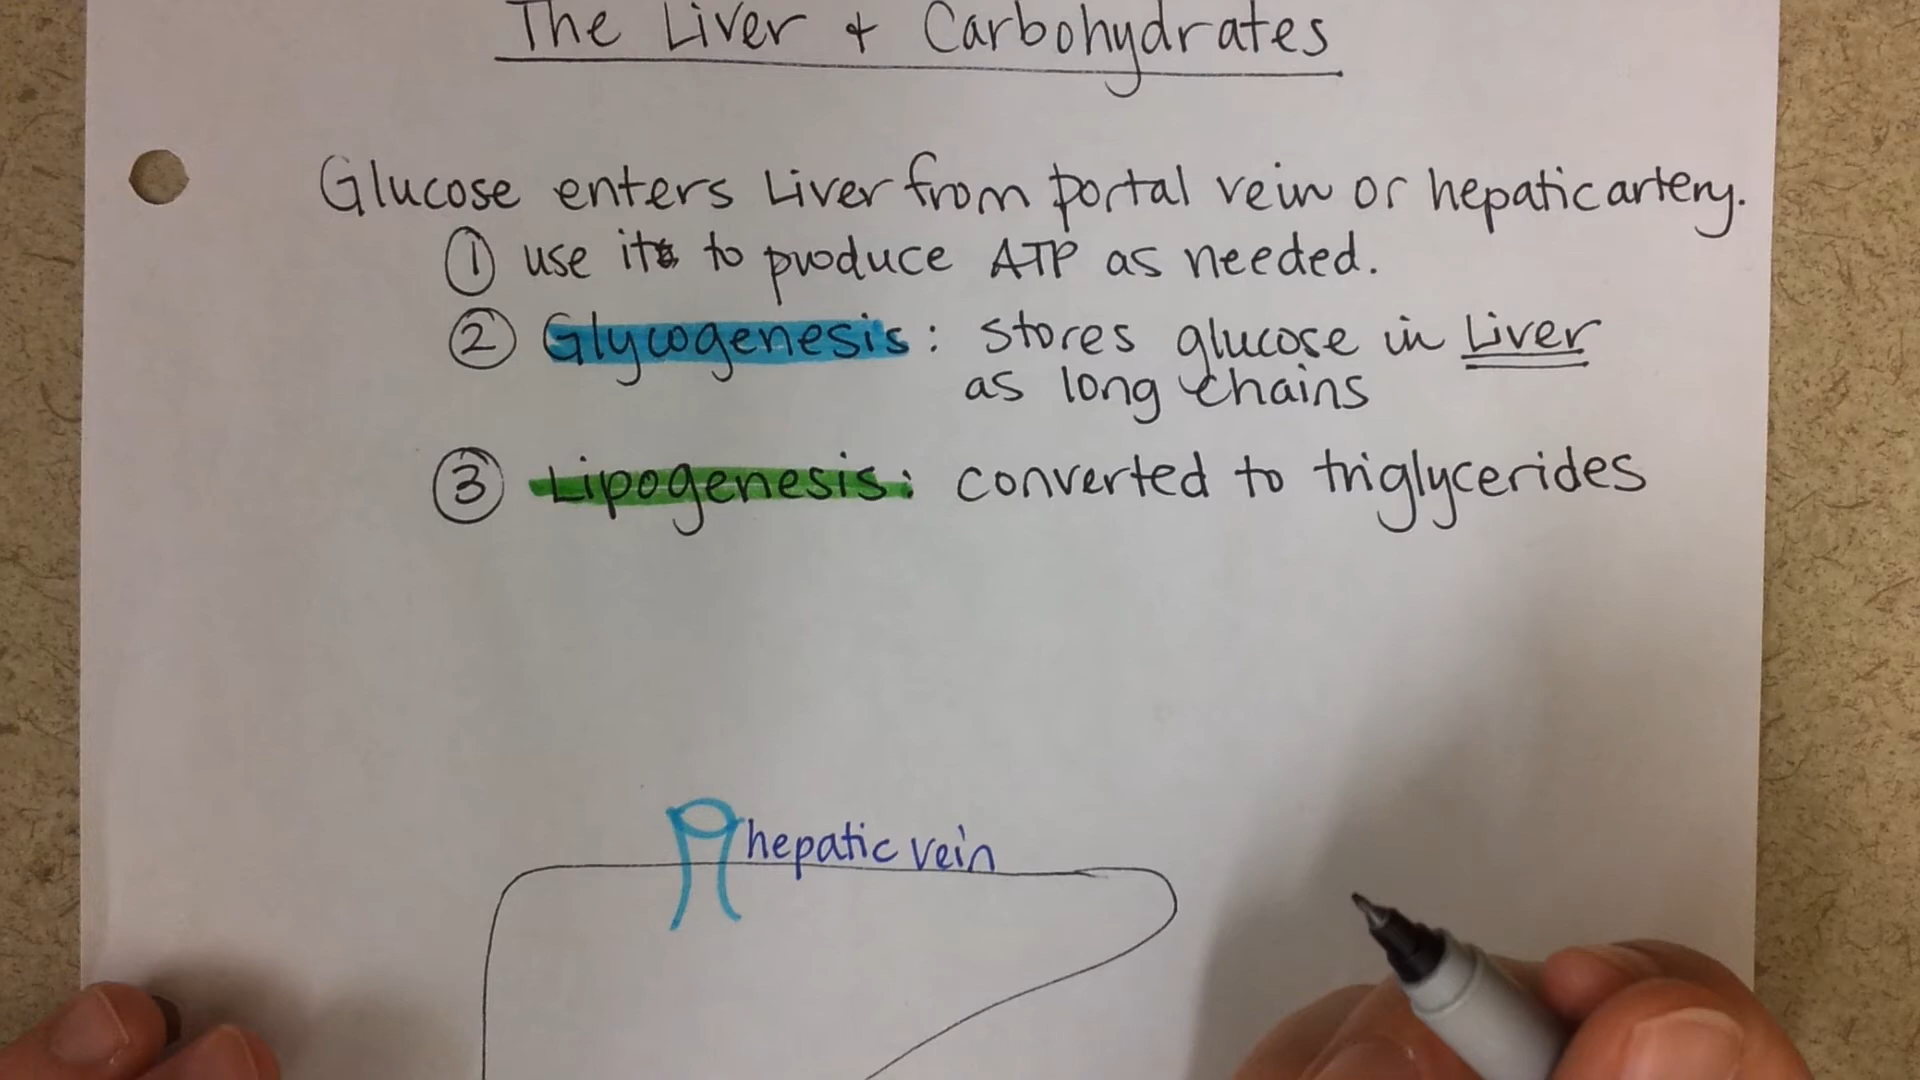 The Liver + Carbohydrates
Glucose enters Liver from portal vein or hepatic artery.
① use it to produce ATP as needed.
② Glycogenesis: stores glucose in Liver
as long chains
③ Lipogenesis: converted to triglycerides
hepatic vein